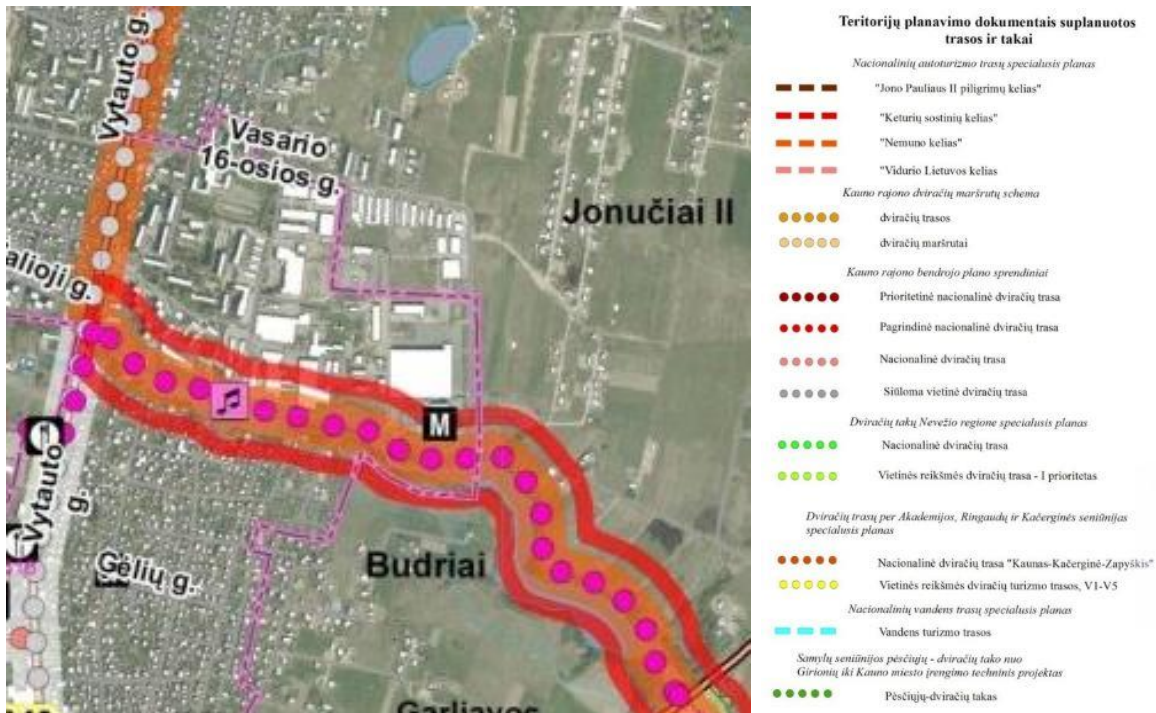 Vytauto g.
Vasario
16-osios g.
Jonučiai II
alioji g.
M
Vytauto
g.
Gėlių g.
Budriai
Garliavos
Teritorijų planavimo dokumentais suplanuotos
trasos ir takai
Nacionalinių autoturizmo trasų specialusis planas
"Jono Pauliaus II piligrimų kelias"
"Keturių sostinių kelias"
"Nemuno kelias"
"Vidurio Lietuvos kelias
Kauno rajono dviračių maršrutų schema
dviračių trasos
dviračių maršrutai
Kauno rajono bendrojo plano sprendiniai
Prioritetinė nacionalinė dviračių trasa
Pagrindinė nacionalinė dviračių trasa
Nacionalinė dviračių trasa
Siūloma vietinė dviračių trasa
Dviračių takų Nevėžio regione specialusis planas
Nacionalinė dviračių trasa
Vietinės reikšmės dviračių trasa - I prioritetas
Dviračių trasų per Akademijos, Ringaudų ir Kačerginės seniūnijas
specialusis planas
Nacionalinė dviračių trasa "Kaunas-Kačerginė-Zapyškis"
Vietinės reikšmės dviračių turizmo trasos, V1-V5
Nacionalinių vandens trasų specialusis planas
Vandens turizmo trasos
Samylų seniūnijos pėsčiųjų - dviračių tako nuo
Girionių iki Kauno miesto įrengimo techninis projektas
Pėsčiųjų-dviračių takas